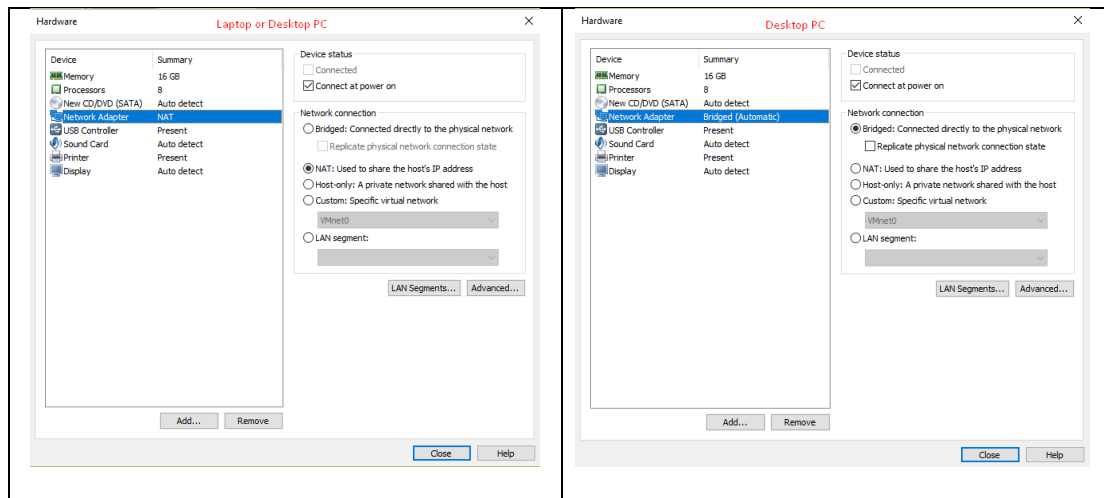 Hardware
Laptop or Desktop PC
Device Summary
Memory 16 GB
Processors 8
New CD/DVD (SATA) Auto detect
Network Adapter NAT
USB Controller Present
Sound Card Auto detect
Printer Present
Display Auto detect
Device status
Connected
Connect at power on
Network connection
Bridged: Connected directly to the physical network
Replicate physical network connection state
NAT: Used to share the host's IP address
Host-only: A private network shared with the host
Custom: Specific virtual network
VMnet0
LAN segment:
LAN Segments... Advanced...
Add... Remove
Close Help
Hardware
Desktop PC
Device Summary
Memory 16 GB
Processors 8
New CD/DVD (SATA) Auto detect
Network Adapter Bridged (Automatic)
USB Controller Present
Sound Card Auto detect
Printer Present
Display Auto detect
Device status
Connected
Connect at power on
Network connection
Bridged: Connected directly to the physical network
Replicate physical network connection state
NAT: Used to share the host's IP address
Host-only: A private network shared with the host
Custom: Specific virtual network
VMnet0
LAN segment:
LAN Segments... Advanced...
Add... Remove
Close Help